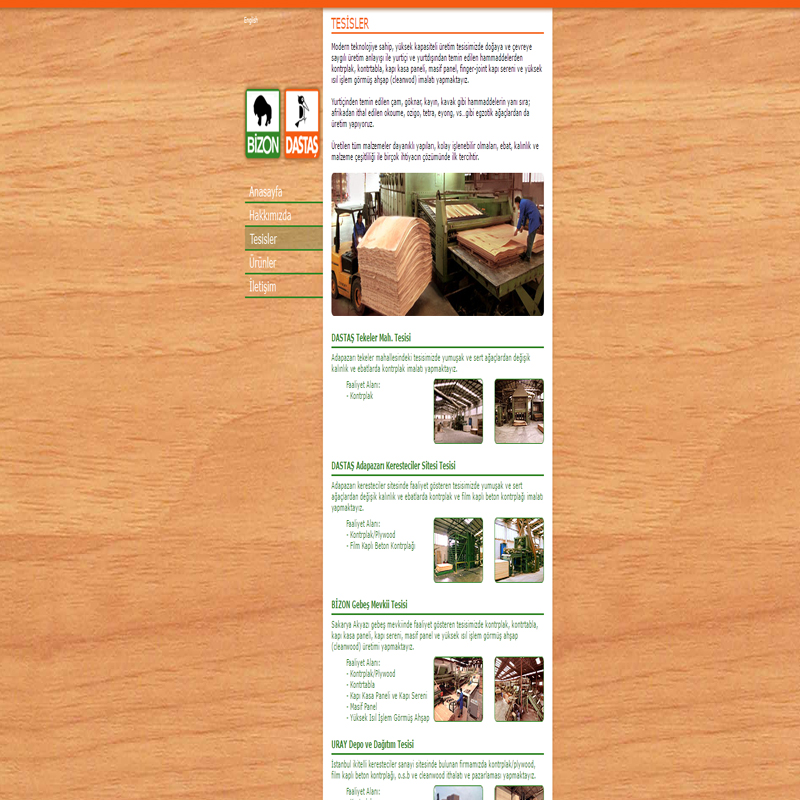 English
BİZON
DASTAŞ
Anasayfa
Hakkımızda
Tesisler
Ürünler
İletişim
TESİSLER
Modern teknolojiye sahip, yüksek kapasiteli üretim tesisimizde doğaya ve çevreye
saygılı üretim anlayışı ile yurtiçi ve yurtdışından temin edilen hammaddelerden
kontrplak, kontrtabla, kapı kasa paneli, masif panel, finger-joint kapı sereni ve yüksek
ısıl işlem görmüş ahşap (cleanwod) imalatı yapmaktayız.
Yurtiçinden temin edilen çam, göknar, kayın, kavak gibi hammaddelerin yanı sıra;
afrikadan ithal edilen okoume, ozigo, tetra, eyong, vs..gibi egzotik ağaçlardan da
üretim yapıyoruz.
Üretilen tüm malzemeler dayanıklı yapıları, kolay işlenebilir olmaları, ebat, kalınlık ve
malzeme çeşitliliği ile birçok ihtiyacın çözümünde ilk tercihtir.
DASTAŞ Tekeler Mah. Tesisi
Adapazarı tekeler mahallesindeki tesisimizde yumuşak ve sert ağaçlardan değişik
kalınlık ve ebatlarda kontrplak imalatı yapmaktayız.
Faaliyet Alanı:
- Kontrplak
DASTAŞ Adapazarı Keresteciler Sitesi Tesisi
Adapazarı keresteciler sitesinde faaliyet gösteren tesisimizde yumuşak ve sert
ağaçlardan değişik kalınlık ve ebatlarda kontrplak ve film kaplı beton kontrplağı imalatı
yapmaktayız.
Faaliyet Alanı:
- Kontrplak/Plywood
- Film Kaplı Beton Kontrplağı
BİZON Gebeş Mevkii Tesisi
Sakarya Akyazı gebeş mevkiinde faaliyet gösteren tesisimizde kontrplak, kontrtabla,
kapı kasa paneli, kapı sereni, masif panel ve yüksek ısıl işlem görmüş ahşap
(cleanwood) üretimi yapmaktayız.
Faaliyet Alanı:
- Kontrplak/Plywood
- Kontrtabla
- Kapı Kasa Paneli ve Kapı Sereni
- Masif Panel
- Yüksek Isıl İşlem Görmüş Ahşap
URAY Depo ve Dağıtım Tesisi
İstanbul ikitelli keresteciler sanayi sitesinde bulunan firmamızda kontrplak/plywood,
film kaplı beton kontrplağı, o.s.b ve cleanwood ithalatı ve pazarlaması yapmaktayız.
Faaliyet Alanı: